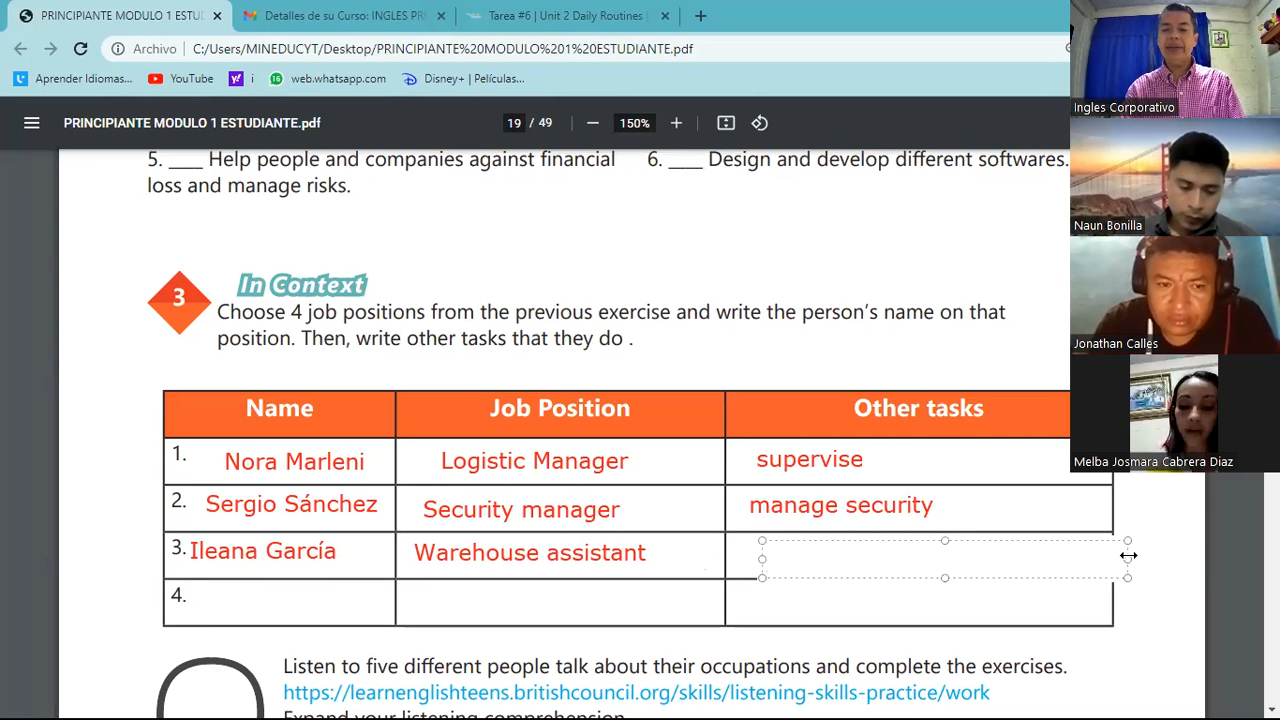 PRINCIPIANTE MODULO 1 ESTUD
Detalles de su Curso: INGLES PRI
Tarea #6 | Unit 2 Daily Routines |
Archivo
C:/Users/MINEDUCYT/Desktop/PRINCIPIANTE%20MODULO%201%20ESTUDIANTE.pdf
Aprender Idiomas...
YouTube
i
web.whatsapp.com
Disney+ | Películas,...
PRINCIPIANTE MODULO 1 ESTUDIANTE.pdf
19 / 49
150%
Ingles Corporativo
Naun Bonilla
Jonathan Calles
Melba Josmara Cabrera Diaz
5. ____ Help people and companies against financial
loss and manage risks.
6. ____ Design and develop different softwares.
3
In Context
Choose 4 job positions from the previous exercise and write the person's name on that
position. Then, write other tasks that they do .
Name
Job Position
Other tasks
1. Nora Marleni
Logistic Manager
supervise
2. Sergio Sánchez
Security manager
manage security
3. Ileana García
Warehouse assistant
4.
Listen to five different people talk about their occupations and complete the exercises.
https://learnenglishteens.britishcouncil.org/skills/listening-skills-practice/work
Expand your listening comprehension